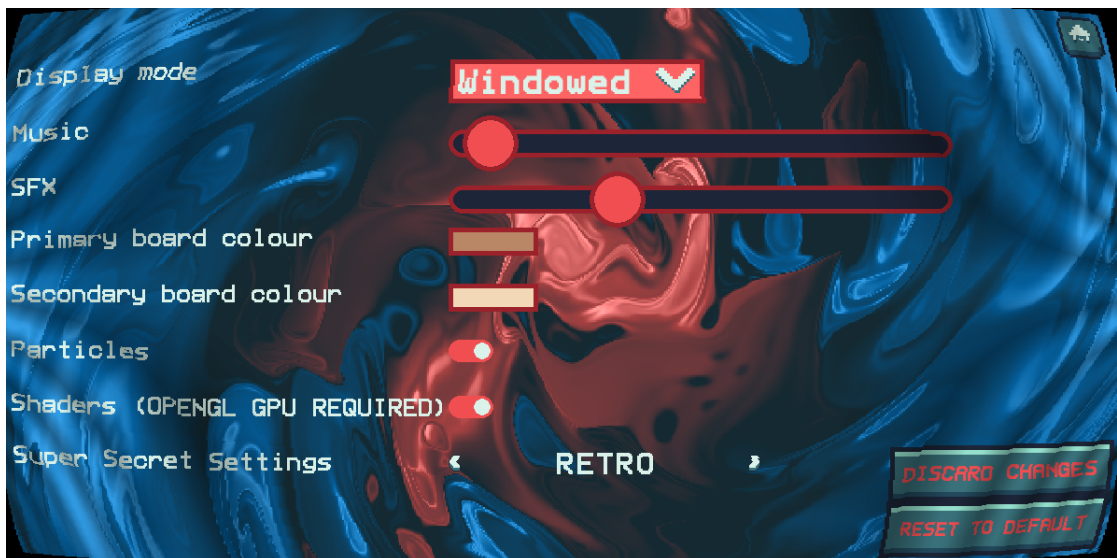 Display mode
Windowed
Music
SFX
Primary board colour
Secondary board colour
Particles
Shaders (OPENGL GPU REQUIRED)
Super Secret Settings
< RETRO >
DISCARD CHANGES
RESET TO DEFAULT